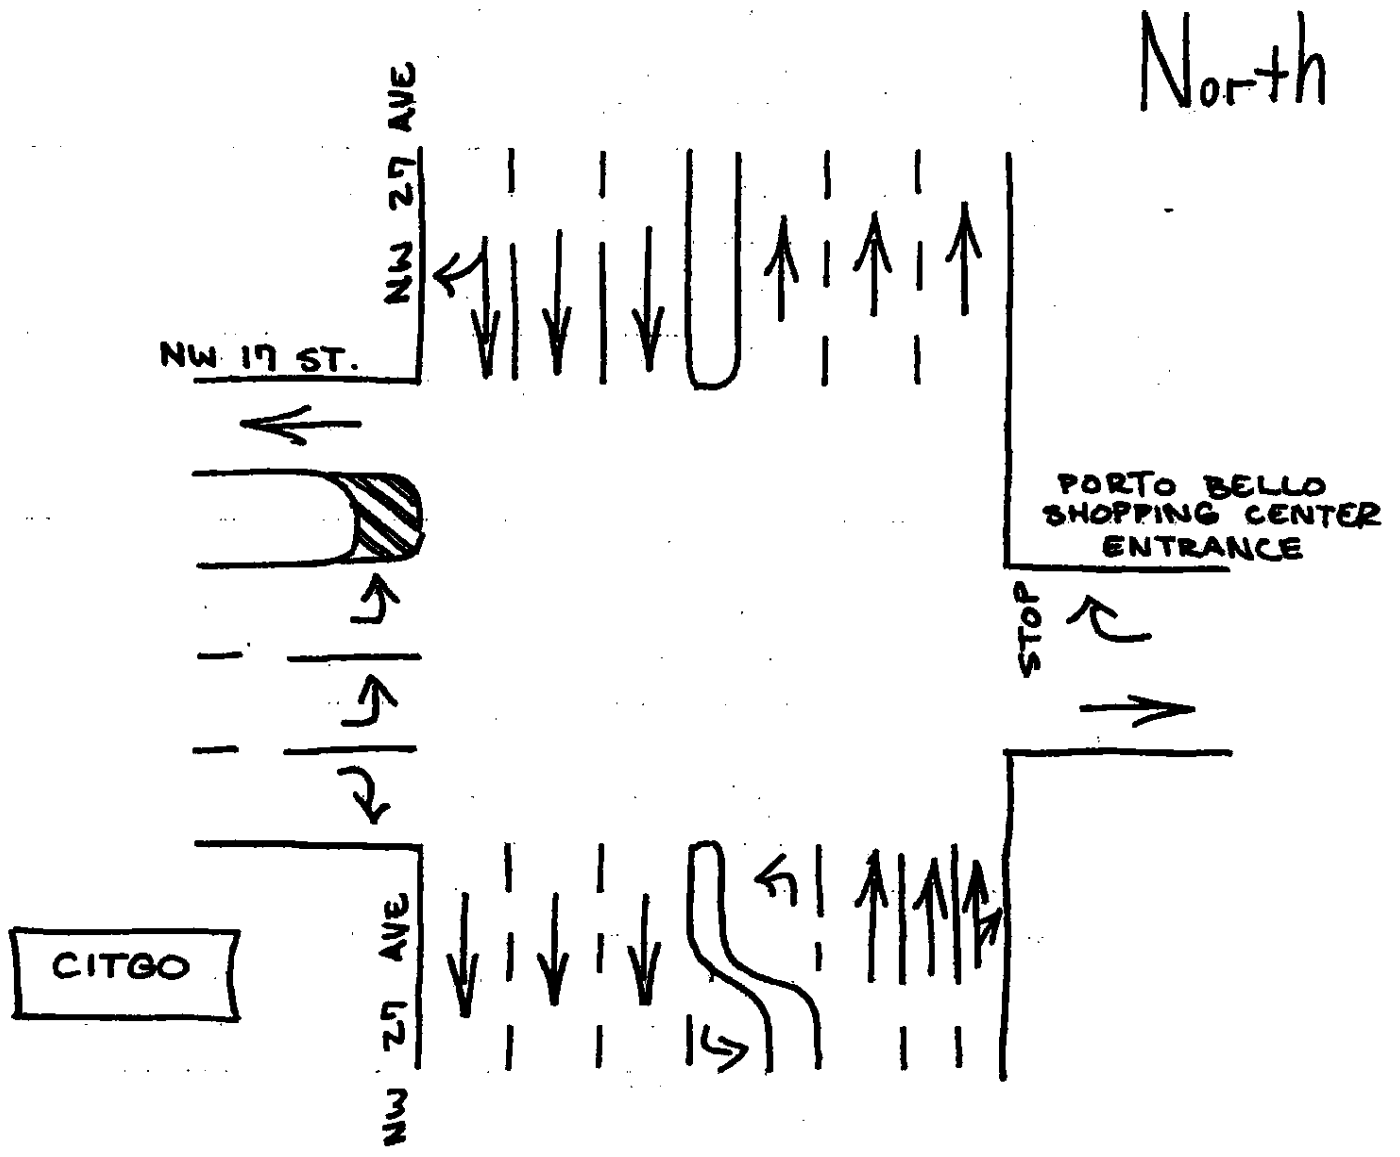 North
NW 27 AVE
NW 17 ST.
PORTO BELLO
SHOPPING CENTER
ENTRANCE
STOP
CITGO
NW 27 AVE